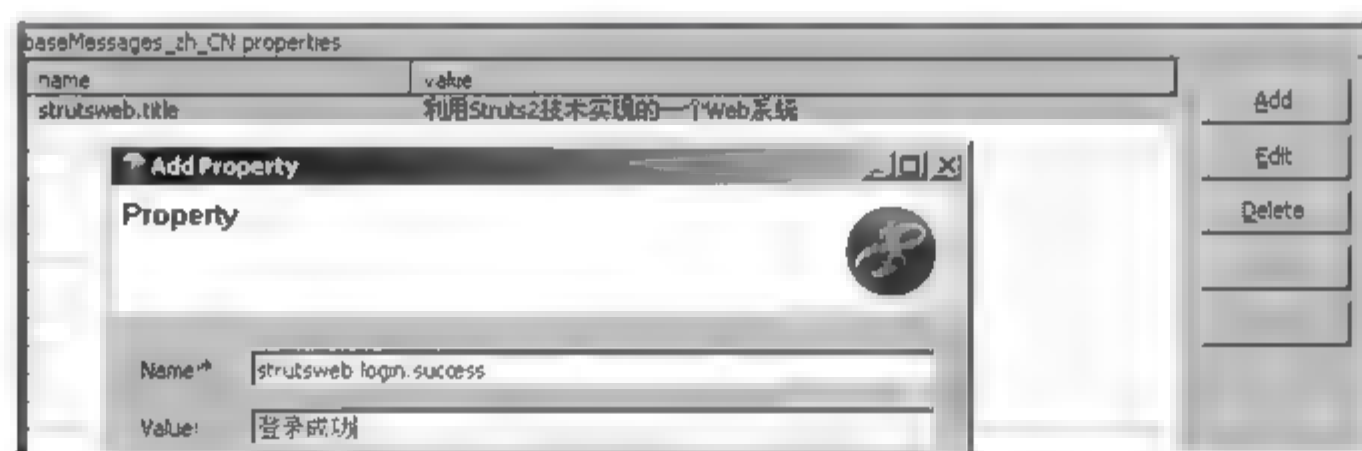 baseMessages_zh_CN properties
name value
strutsweb.title 利用Struts2技术实现的一个Web系统
Add
Edit
Delete
Add Property
Property
Name:*
strutsweb.login.success
Value:
登录成功